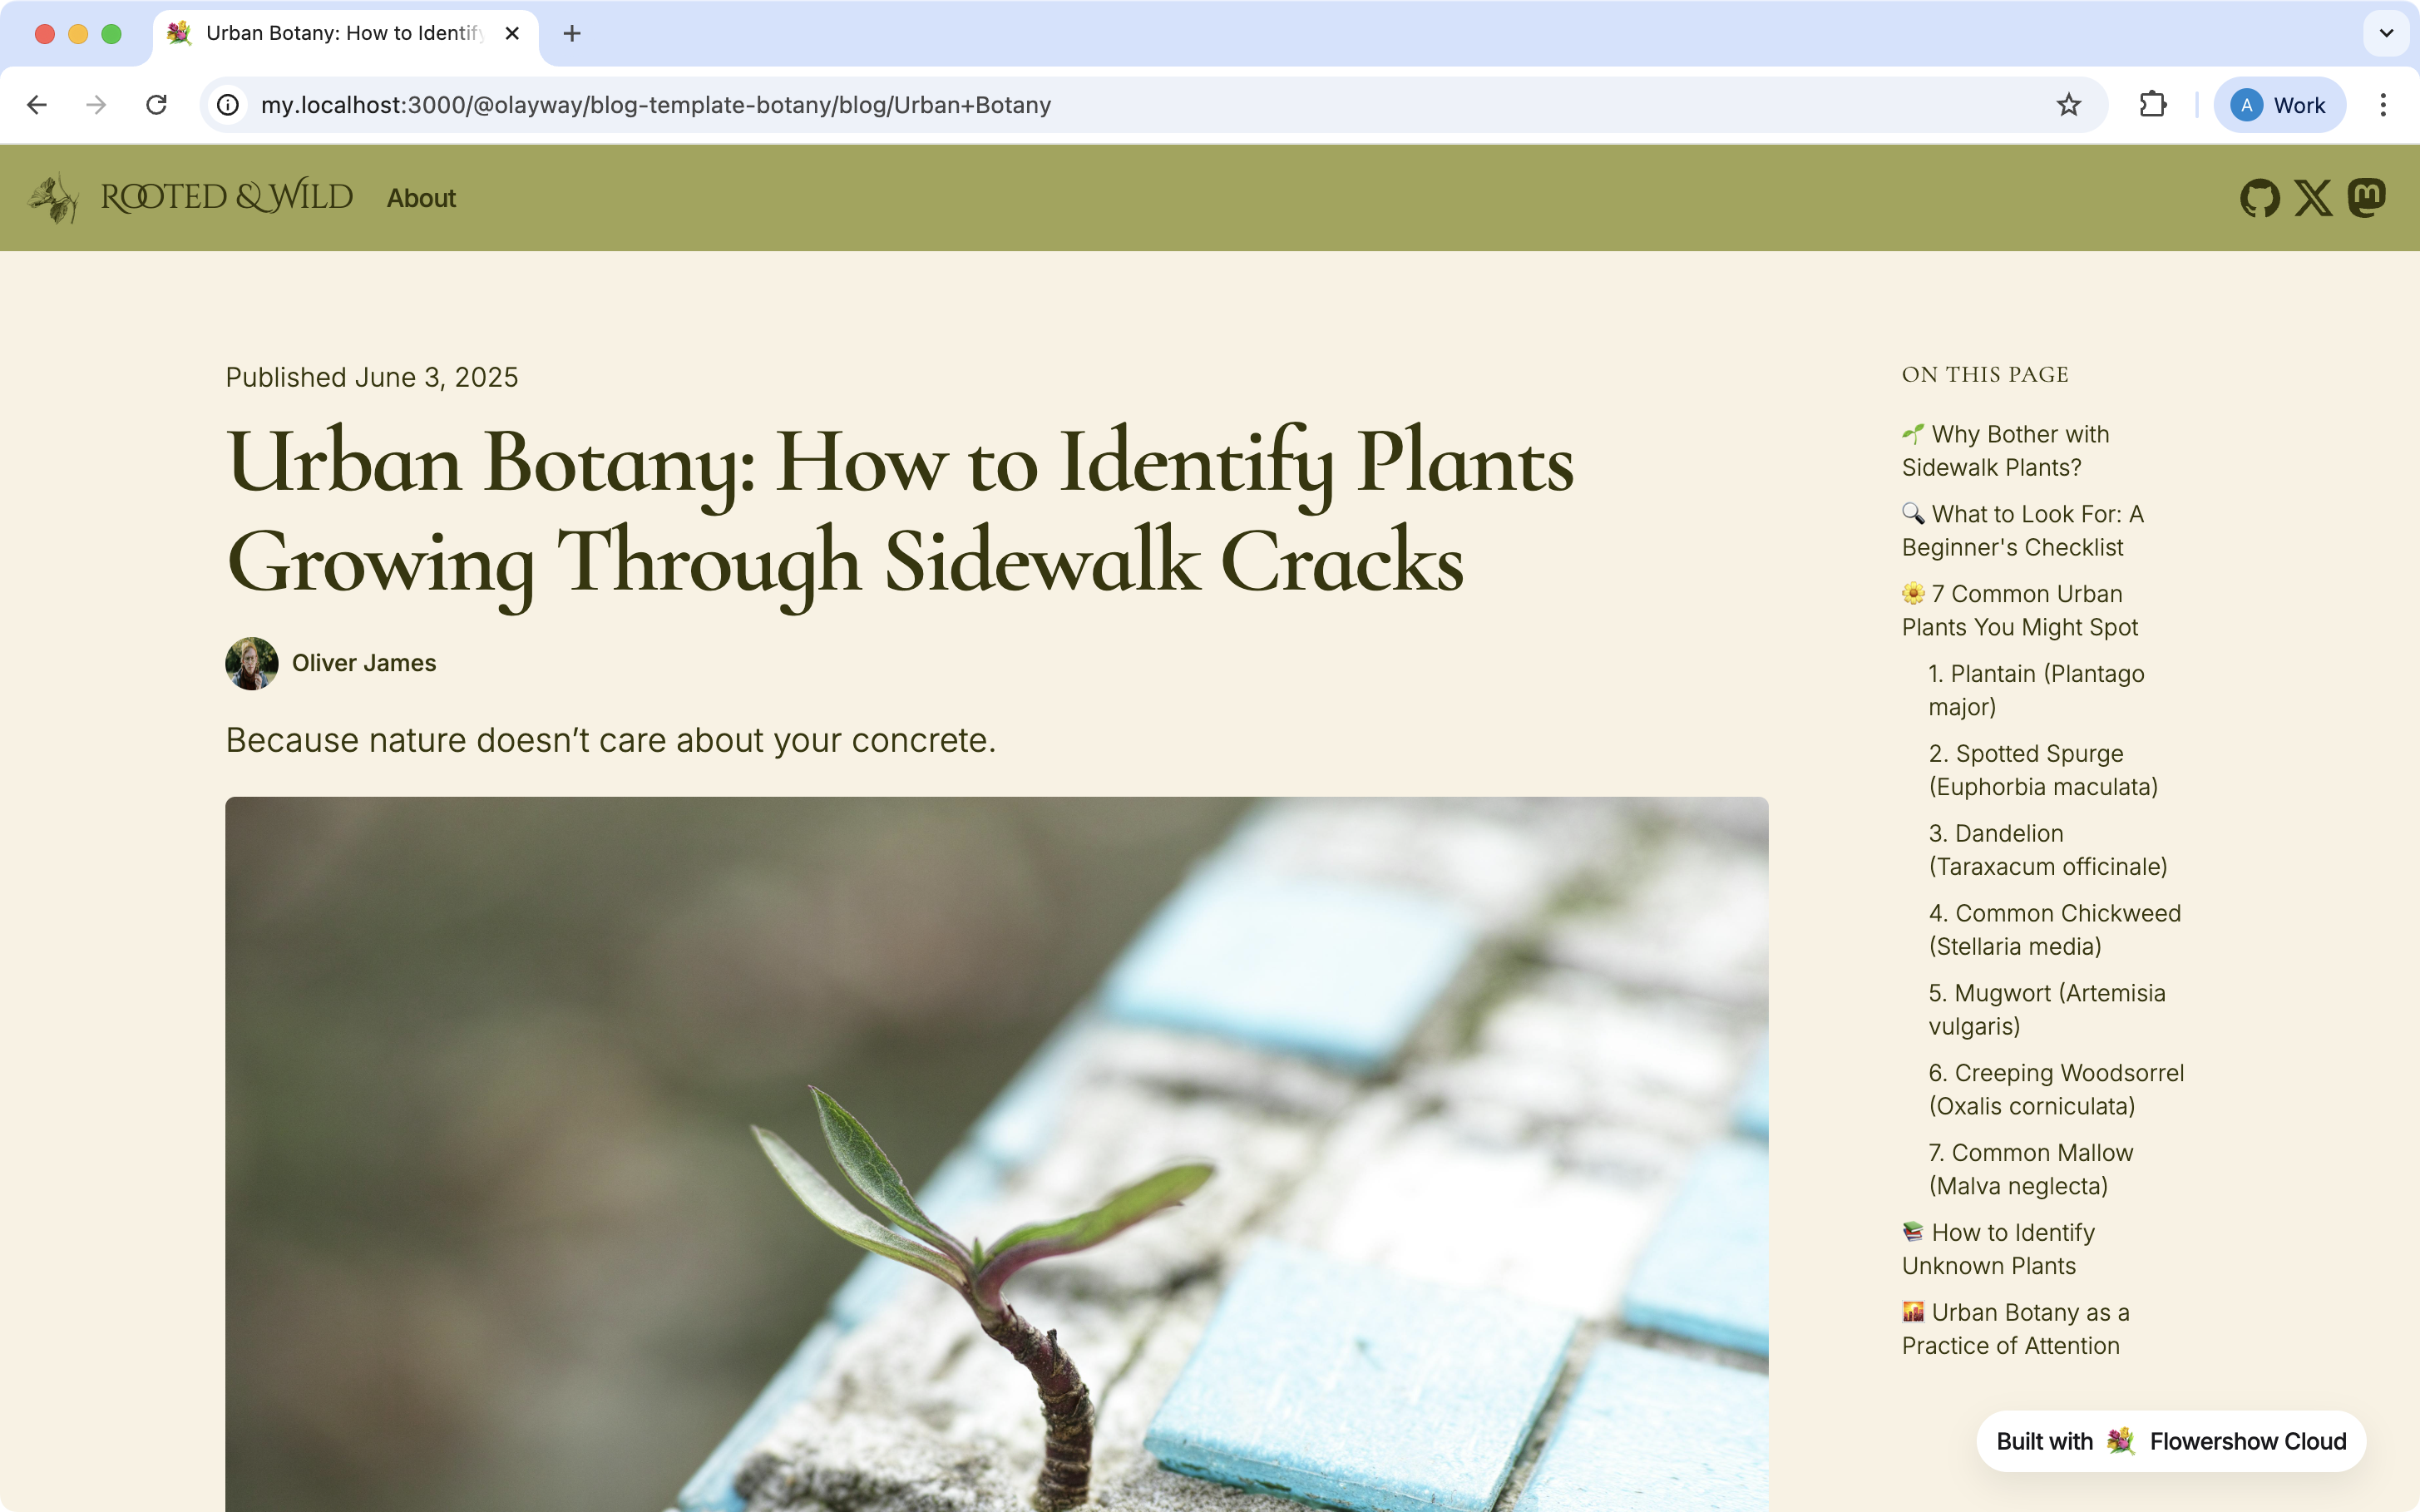 Urban Botany: How to Identify
my.localhost:3000/@olayway/blog-template-botany/blog/Urban+Botany
A Work
ROOTED & WILD
About
Published June 3, 2025
Urban Botany: How to Identify Plants
Growing Through Sidewalk Cracks
Oliver James
Because nature doesn’t care about your concrete.
ON THIS PAGE
🌱 Why Bother with
Sidewalk Plants?
🔍 What to Look For: A
Beginner's Checklist
🌼 7 Common Urban
Plants You Might Spot
1. Plantain (Plantago
major)
2. Spotted Spurge
(Euphorbia maculata)
3. Dandelion
(Taraxacum officinale)
4. Common Chickweed
(Stellaria media)
5. Mugwort (Artemisia
vulgaris)
6. Creeping Woodsorrel
(Oxalis corniculata)
7. Common Mallow
(Malva neglecta)
📚 How to Identify
Unknown Plants
🌇 Urban Botany as a
Practice of Attention
Built with 💐 Flowershow Cloud